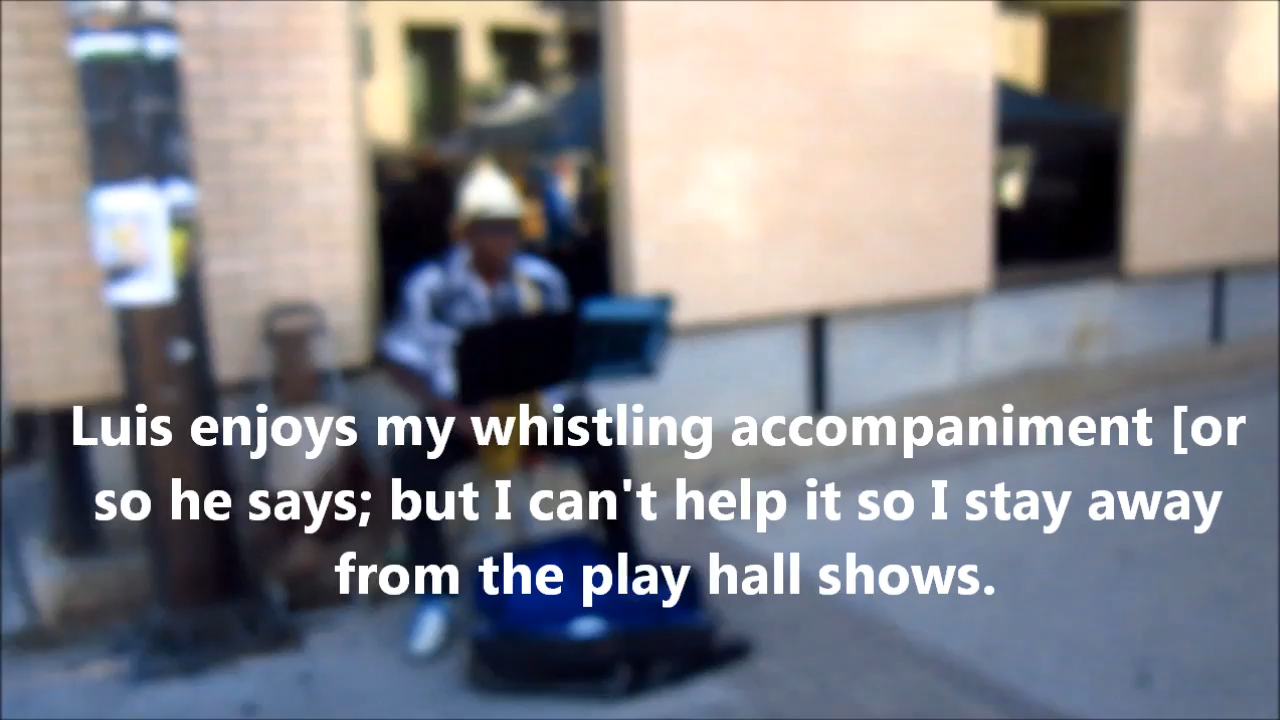 Luis enjoys my whistling accompaniment [or
so he says; but I can't help it so I stay away
from the play hall shows.